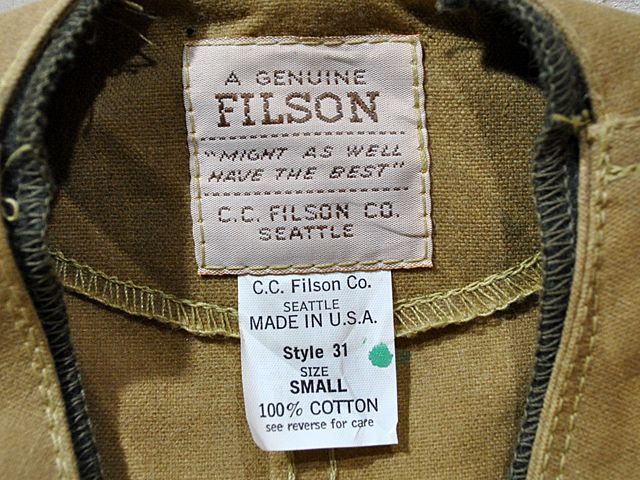 A GENUINE
FILSON
"MIGHT AS WELL
HAVE THE BEST"
C.C. FILSON CO.
SEATTLE
C.C. Filson Co.
SEATTLE
MADE IN U.S.A.
Style 31
SIZE
SMALL
100% COTTON
see reverse for care